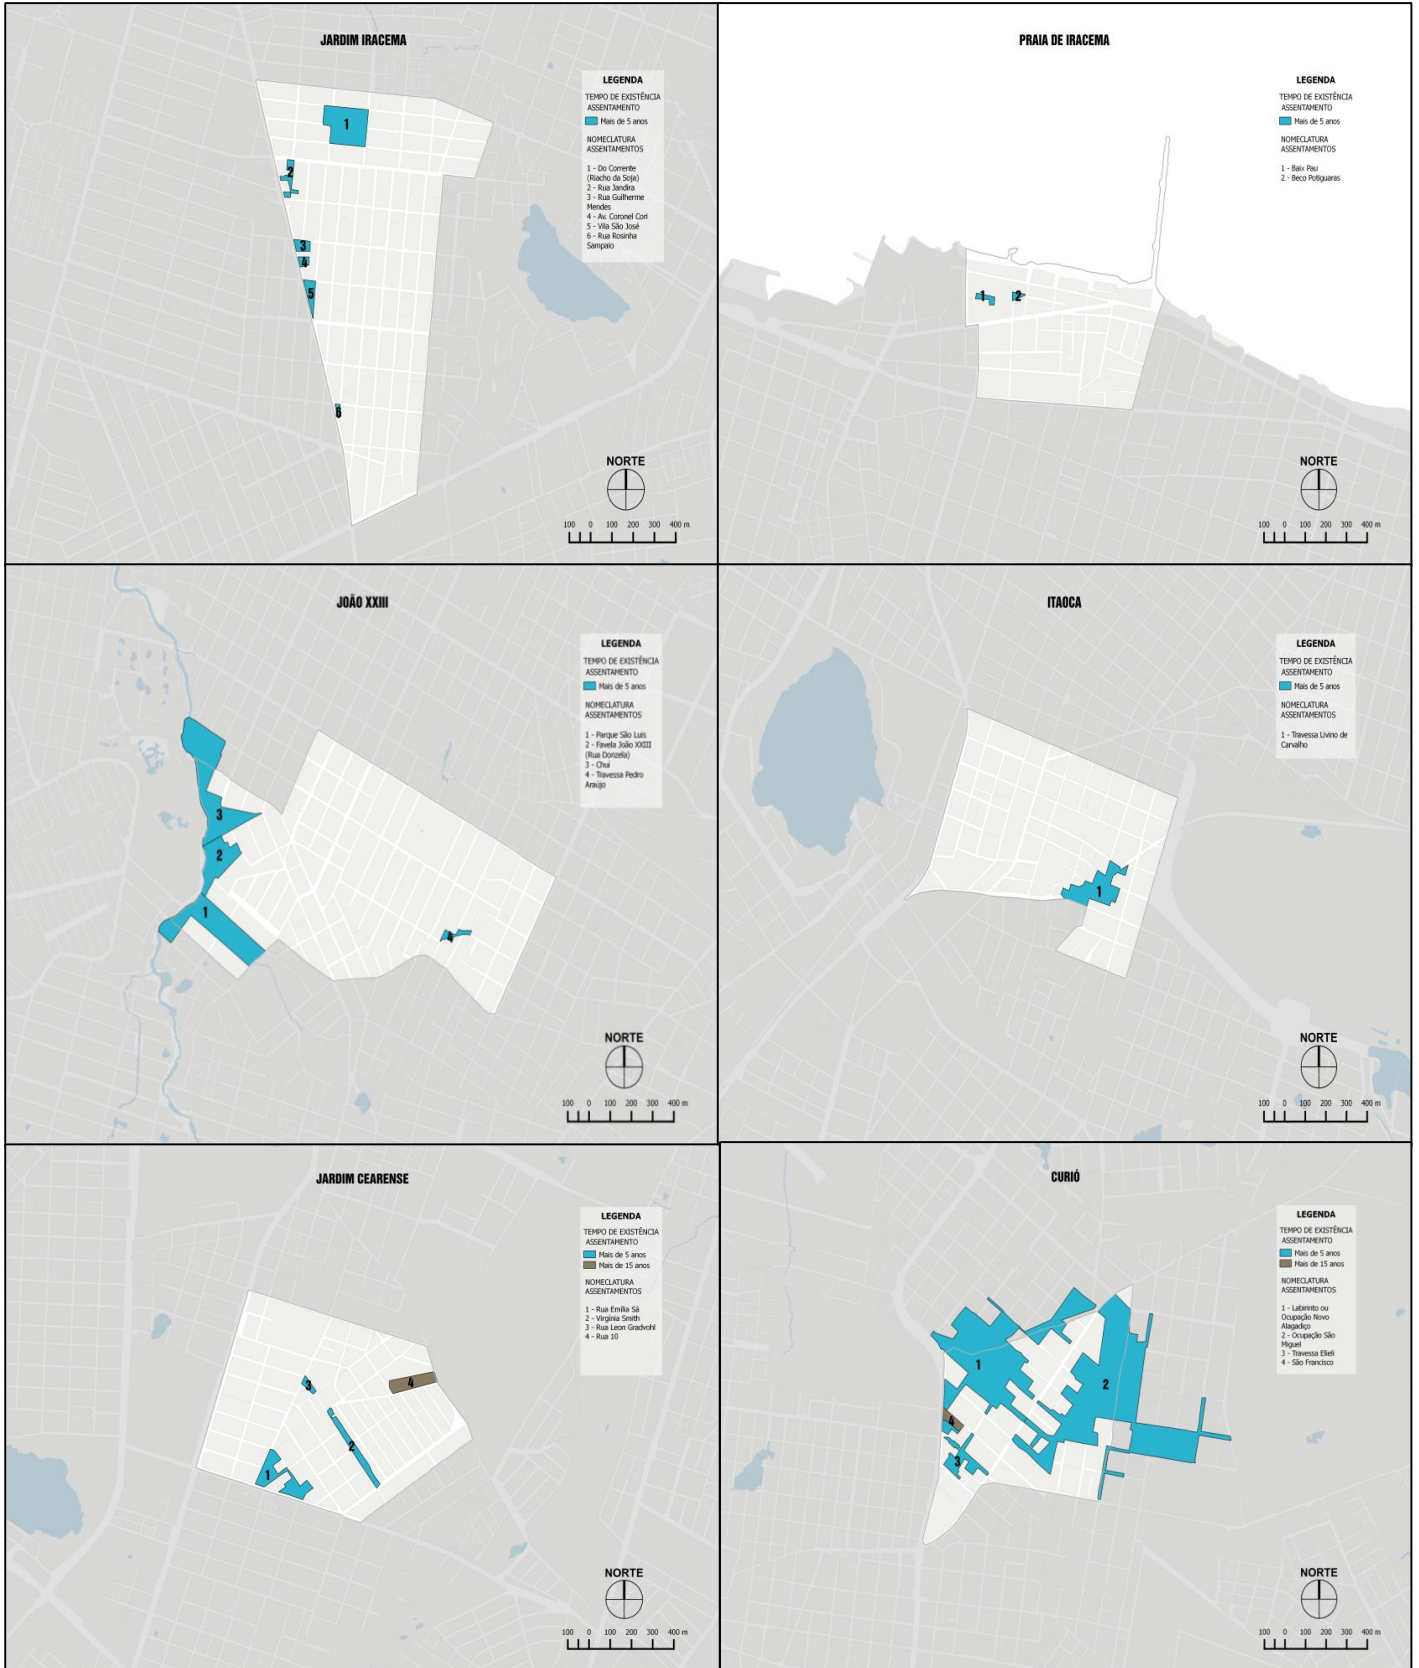 JARDIM IRACEMA
LEGENDA
TEMPO DE EXISTÊNCIA
ASSENTAMENTO
Mais de 5 anos
NOMECLATURA
ASSENTAMENTOS
1 - Do Corrente
(Riacho da Soja)
2 - Rua Jandira
3 - Rua Guilherme
Mendes
4 - Av. Coronel Cori
5 - Vila São José
6 - Rua Rosinha
Sampaio
1
2
3
4
5
6
NORTE
100 0 100 200 300 400 m
PRAIA DE IRACEMA
LEGENDA
TEMPO DE EXISTÊNCIA
ASSENTAMENTO
Mais de 5 anos
NOMECLATURA
ASSENTAMENTOS
1 - Baix Pau
2 - Beco Potiguaras
1 2
NORTE
100 0 100 200 300 400 m
JOÃO XXIII
LEGENDA
TEMPO DE EXISTÊNCIA
ASSENTAMENTO
Mais de 5 anos
NOMECLATURA
ASSENTAMENTOS
1 - Parque São Luis
2 - Favela João XXIII
(Rua Donzela)
3 - Chuí
4 - Travessa Pedro
Araújo
3
2
1
4
NORTE
100 0 100 200 300 400 m
ITAOCA
LEGENDA
TEMPO DE EXISTÊNCIA
ASSENTAMENTO
Mais de 5 anos
NOMECLATURA
ASSENTAMENTOS
1 - Travessa Livino de
Carvalho
1
NORTE
100 0 100 200 300 400 m
JARDIM CEARENSE
LEGENDA
TEMPO DE EXISTÊNCIA
ASSENTAMENTO
Mais de 5 anos
Mais de 15 anos
NOMECLATURA
ASSENTAMENTOS
1 - Rua Emília Sá
2 - Virgínia Smith
3 - Rua Leon Gradvohl
4 - Rua 10
3
4
2
1
NORTE
100 0 100 200 300 400 m
CURIÓ
LEGENDA
TEMPO DE EXISTÊNCIA
ASSENTAMENTO
Mais de 5 anos
Mais de 15 anos
NOMECLATURA
ASSENTAMENTOS
1 - Labirinto ou
Ocupação Novo
Alagadiço
2 - Ocupação São
Miguel
3 - Travessa Elieli
4 - São Francisco
1
2
4
3
NORTE
100 0 100 200 300 400 m